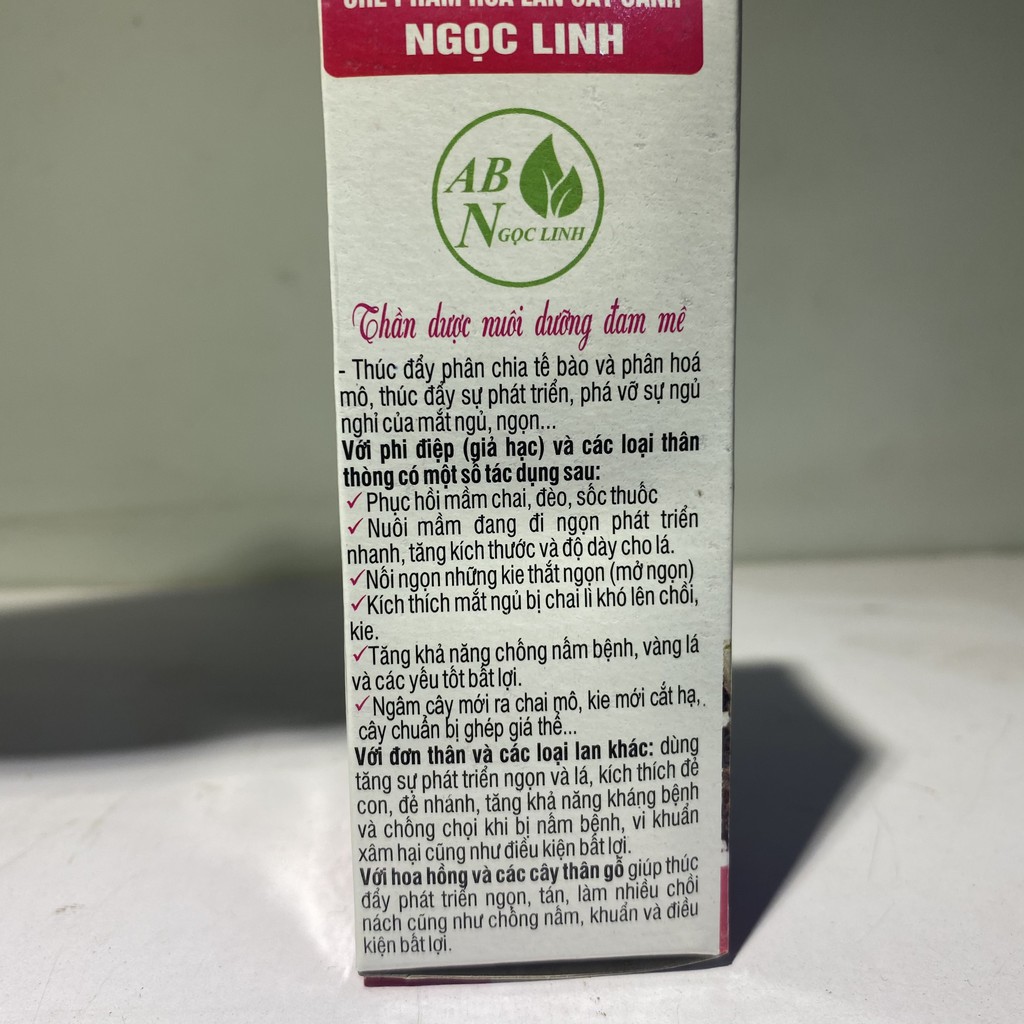 CHẾ PHẨM HOA LAN CÂY CẢNH
NGỌC LINH
AB
NGỌC LINH
Thần dược nuôi dưỡng đam mê
- Thúc đẩy phân chia tế bào và phân hoá
mô, thúc đẩy sự phát triển, phá vỡ sự ngủ
nghỉ của mắt ngủ, ngọn...
Với phi điệp (giả hạc) và các loại thân
thòng có một số tác dụng sau:
✓ Phục hồi mầm chai, đèo, sốc thuốc
✓ Nuôi mầm đang đi ngọn phát triển
nhanh, tăng kích thước và độ dày cho lá.
✓Nối ngọn những kie thắt ngọn (mở ngọn)
✓Kích thích mắt ngủ bị chai lì khó lên chồi,
kie.
✓Tăng khả năng chống nấm bệnh, vàng lá
và các yếu tốt bất lợi.
✓Ngâm cây mới ra chai mô, kie mới cắt hạ,
cây chuẩn bị ghép giá thể...
Với đơn thân và các loại lan khác: dùng
tăng sự phát triển ngọn và lá, kích thích đẻ
con, đẻ nhánh, tăng khả năng kháng bệnh
và chống chọi khi bị nấm bệnh, vi khuẩn
xâm hại cũng như điều kiện bất lợi.
Với hoa hồng và các cây thân gỗ giúp thúc
đẩy phát triển ngọn, tán, làm nhiều chồi
nách cũng như chống nấm, khuẩn và điều
kiện bất lợi.